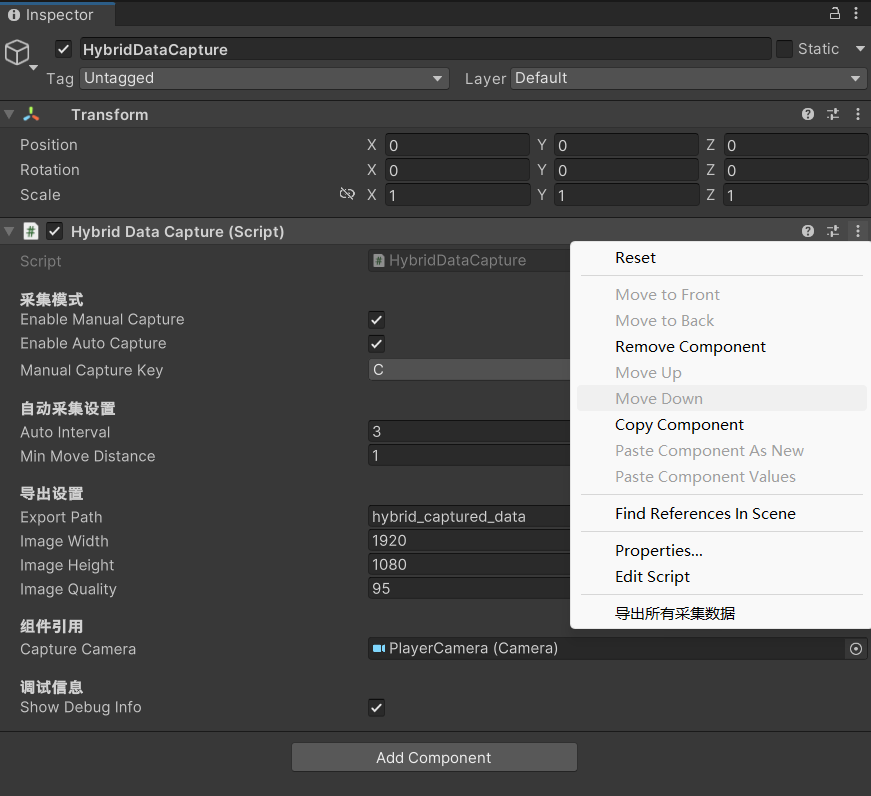 Inspector
HybridDataCapture
Static
Tag Untagged
Layer Default
Transform
Position X 0 Y 0 Z 0
Rotation X 0 Y 0 Z 0
Scale X 1 Y 1 Z 1
# Hybrid Data Capture (Script)
Script # HybridDataCapture
采集模式
Enable Manual Capture
Enable Auto Capture
Manual Capture Key C
自动采集设置
Auto Interval 3
Min Move Distance 1
导出设置
Export Path hybrid_captured_data
Image Width 1920
Image Height 1080
Image Quality 95
组件引用
Capture Camera PlayerCamera (Camera)
调试信息
Show Debug Info
Add Component
Reset
Move to Front
Move to Back
Remove Component
Move Up
Move Down
Copy Component
Paste Component As New
Paste Component Values
Find References In Scene
Properties...
Edit Script
导出所有采集数据